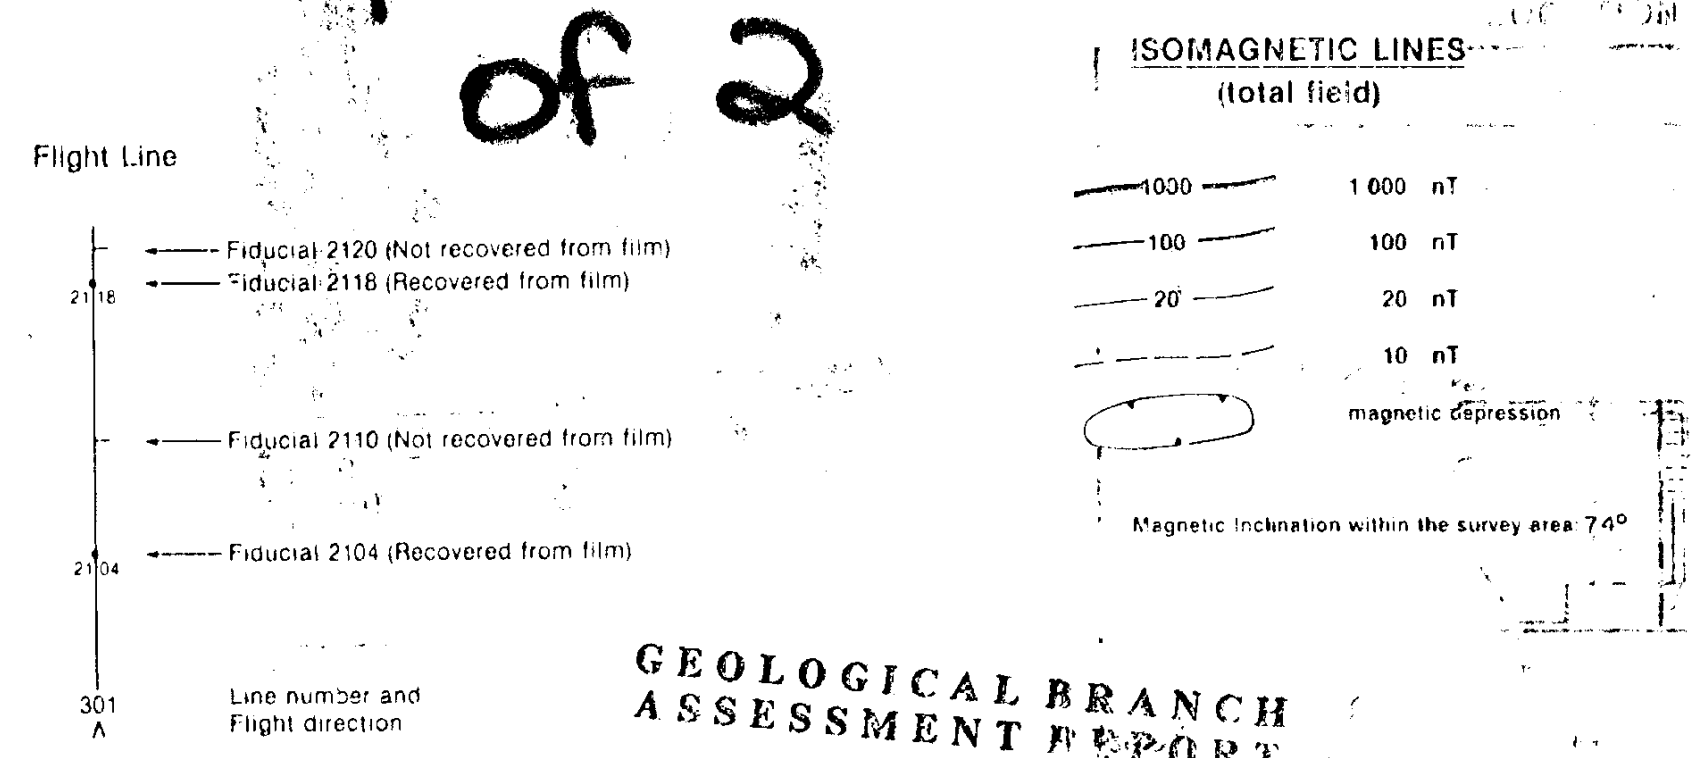 of 2
Flight Line
Fiducial 2120 (Not recovered from film)
Fiducial 2118 (Recovered from film)
2118
Fiducial 2110 (Not recovered from film)
Fiducial 2104 (Recovered from film)
2104
301
Line number and
Flight direction
ISOMAGNETIC LINES
(total field)
1000 1 000 nT
100 100 nT
20 20 nT
10 nT
magnetic depression
Magnetic Inclination within the survey area: 74°
GEOLOGICAL BRANCH
ASSESSMENT REPORT